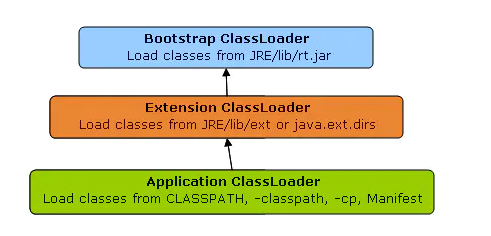 Bootstrap ClassLoader
Load classes from JRE/lib/rt.jar
Extension ClassLoader
Load classes from JRE/lib/ext or java.ext.dirs
Application ClassLoader
Load classes from CLASSPATH, -classpath, -cp, Manifest